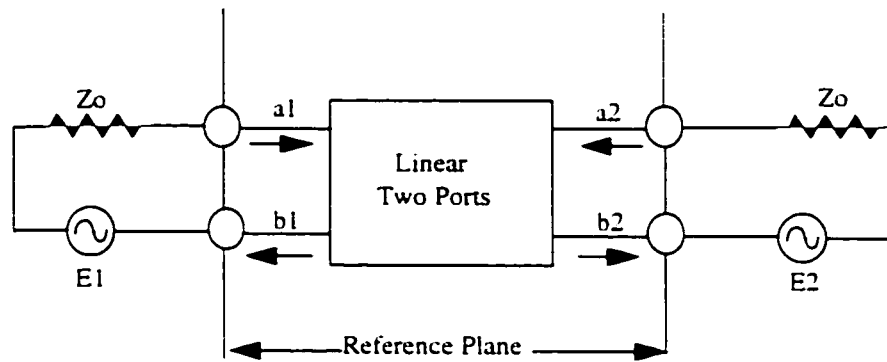 Zo
a1
a2
Zo
Linear
Two Ports
b1
b2
E1
E2
Reference Plane